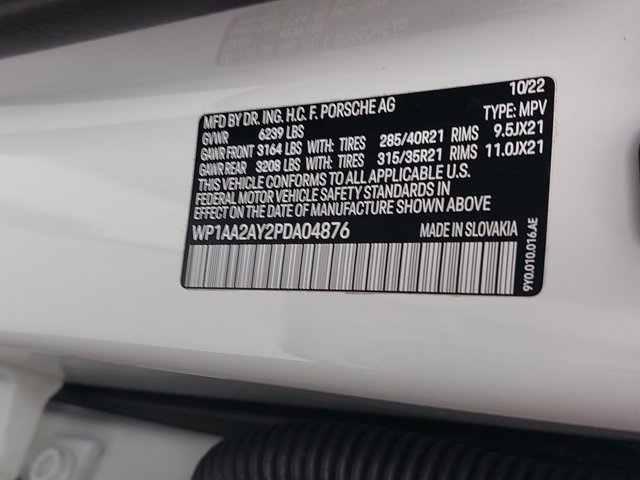 10/22
MFD BY DR. ING. H.C. F. PORSCHE AG TYPE: MPV
GVWR 6239 LBS
GAWR FRONT 3164 LBS WITH: TIRES 285/40R21 RIMS 9.5JX21
GAWR REAR 3208 LBS WITH: TIRES 315/35R21 RIMS 11.0JX21
THIS VEHICLE CONFORMS TO ALL APPLICABLE U.S.
FEDERAL MOTOR VEHICLE SAFETY STANDARDS IN
EFFECT ON THE DATE OF MANUFACTURE SHOWN ABOVE
WP1AA2AY2PDA04876 MADE IN SLOVAKIA
9Y0.010.016.AE